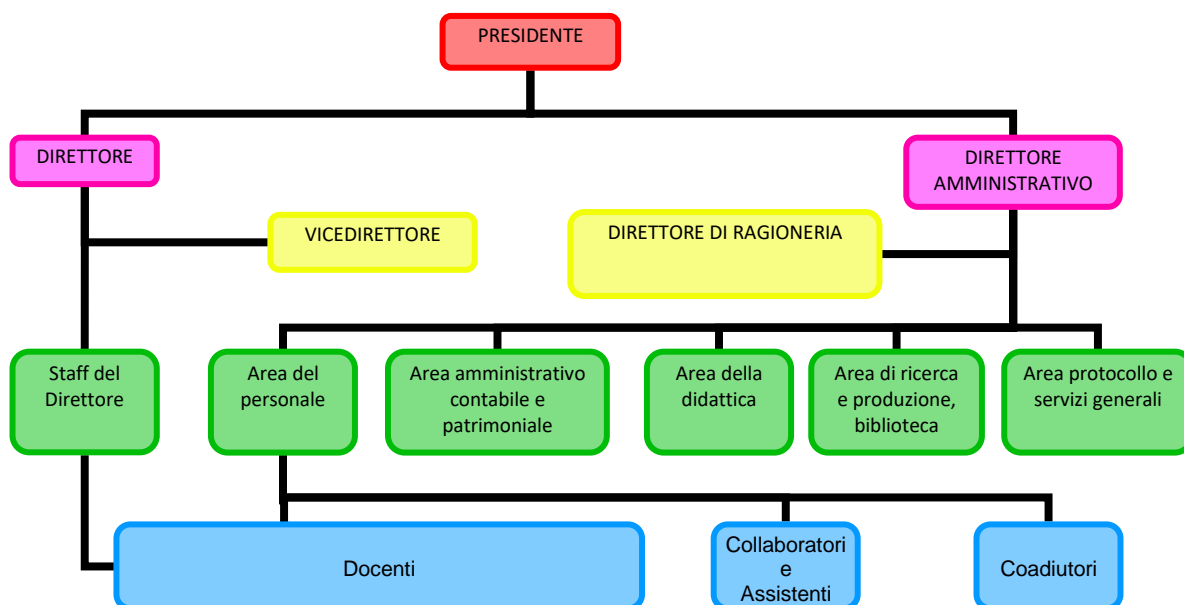 PRESIDENTE
DIRETTORE
DIRETTORE
AMMINISTRATIVO
VICEDIRETTORE
DIRETTORE DI RAGIONERIA
Staff del
Direttore
Area del
personale
Area amministrativo
contabile e
patrimoniale
Area della
didattica
Area di ricerca
e produzione,
biblioteca
Area protocollo e
servizi generali
Docenti
Collaboratori
e
Assistenti
Coadiutori